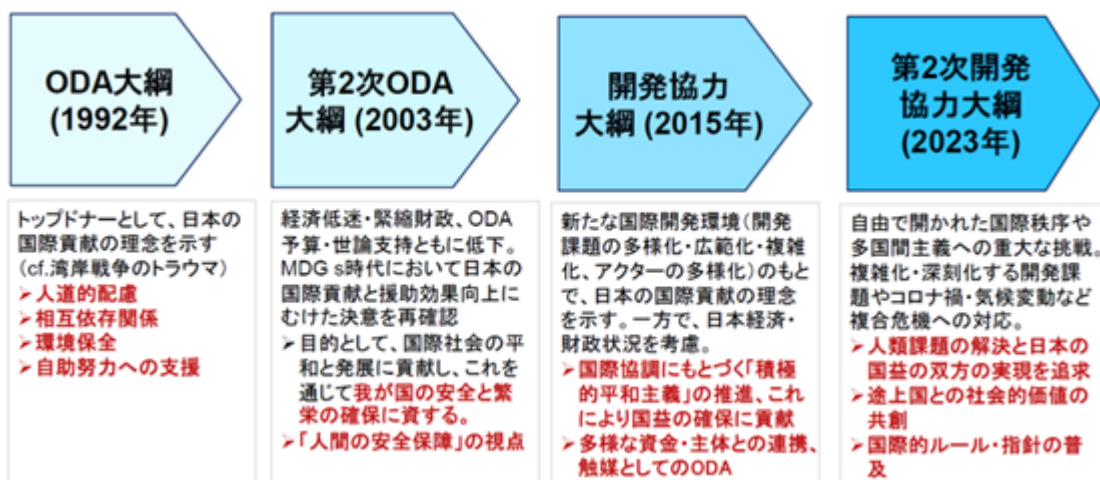 ODA大綱
(1992年)
トップドナーとして、日本の
国際貢献の理念を示す
(cf.湾岸戦争のトラウマ)
➤人道的配慮
➤相互依存関係
➤環境保全
➤自助努力への支援
第2次ODA
大綱 (2003年)
経済低迷・緊縮財政、ODA
予算・世論支持ともに低下。
MDG s時代において日本の
国際貢献と援助効果向上に
むけた決意を再確認
➤目的として、国際社会の平
和と発展に貢献し、これを
通じて我が国の安全と繁
栄の確保に資する。
➤「人間の安全保障」の視点
開発協力
大綱 (2015年)
新たな国際開発環境(開発
課題の多様化・広範化・複雑
化、アクターの多様化)のもと
で、日本の国際貢献の理念
を示す。一方で、日本経済・
財政状況を考慮。
➤国際協調にもとづく「積極
的平和主義」の推進、これ
により国益の確保に貢献
➤多様な資金・主体との連携、
触媒としてのODA
第2次開発
協力大綱
(2023年)
自由で開かれた国際秩序や
多国間主義への重大な挑戦。
複雑化・深刻化する開発課
題やコロナ禍・気候変動など
複合危機への対応。
➤人類課題の解決と日本の
国益の双方の実現を追求
➤途上国との社会的価値の
共創
➤国際的ルール・指針の普
及